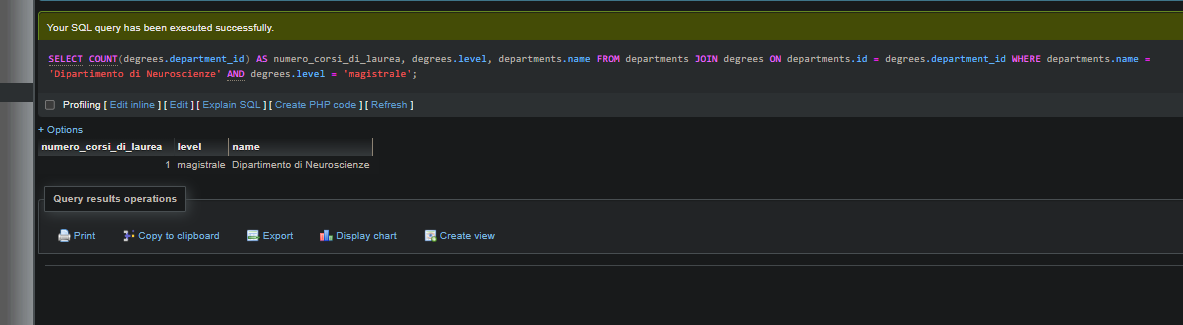 Your SQL query has been executed successfully.
SELECT COUNT(degrees.department_id) AS numero_corsi_di_laurea, degrees.level, departments.name FROM departments JOIN degrees ON departments.id = degrees.department_id WHERE departments.name =
'Dipartimento di Neuroscienze' AND degrees.level = 'magistrale';
Profiling [ Edit inline ] [ Edit ] [ Explain SQL ] [ Create PHP code ] [ Refresh ]
+ Options
numero_corsi_di_laurea level name
1 magistrale Dipartimento di Neuroscienze
Query results operations
Print Copy to clipboard Export Display chart Create view